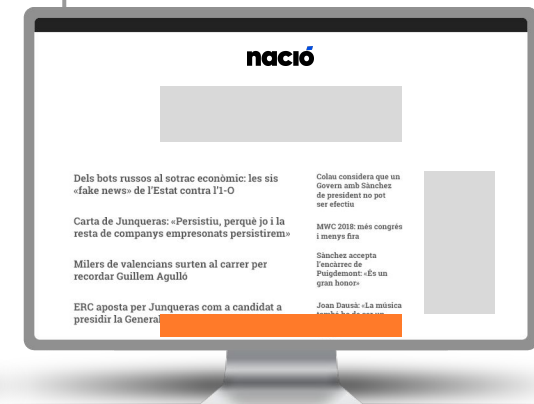 nació
Dels bots russos al sotrac econòmic: les sis
«fake news» de l'Estat contra l'1-O
Carta de Junqueras: «Persistiu, perquè jo i la
resta de companys empresonats persistirem»
Milers de valencians surten al carrer per
recordar Guillem Agulló
ERC aposta per Junqueras com a candidat a
presidir la General
Colau considera que un
Govern amb Sànchez
de president no pot
ser efectiu
MWC 2018: més congrés
i menys fira
Sànchez accepta
l'encàrrec de
Puigdemont: «És un
gran honor»
Joan Dausà: «La música